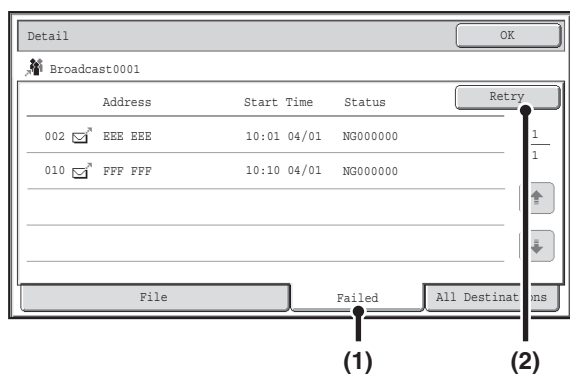 Detail OK
Broadcast0001
Address Start Time Status Retry
002 EEE EEE 10:01 04/01 NG000000 1
1
010 FFF FFF 10:10 04/01 NG000000
File Failed All Destinations
(1) (2)